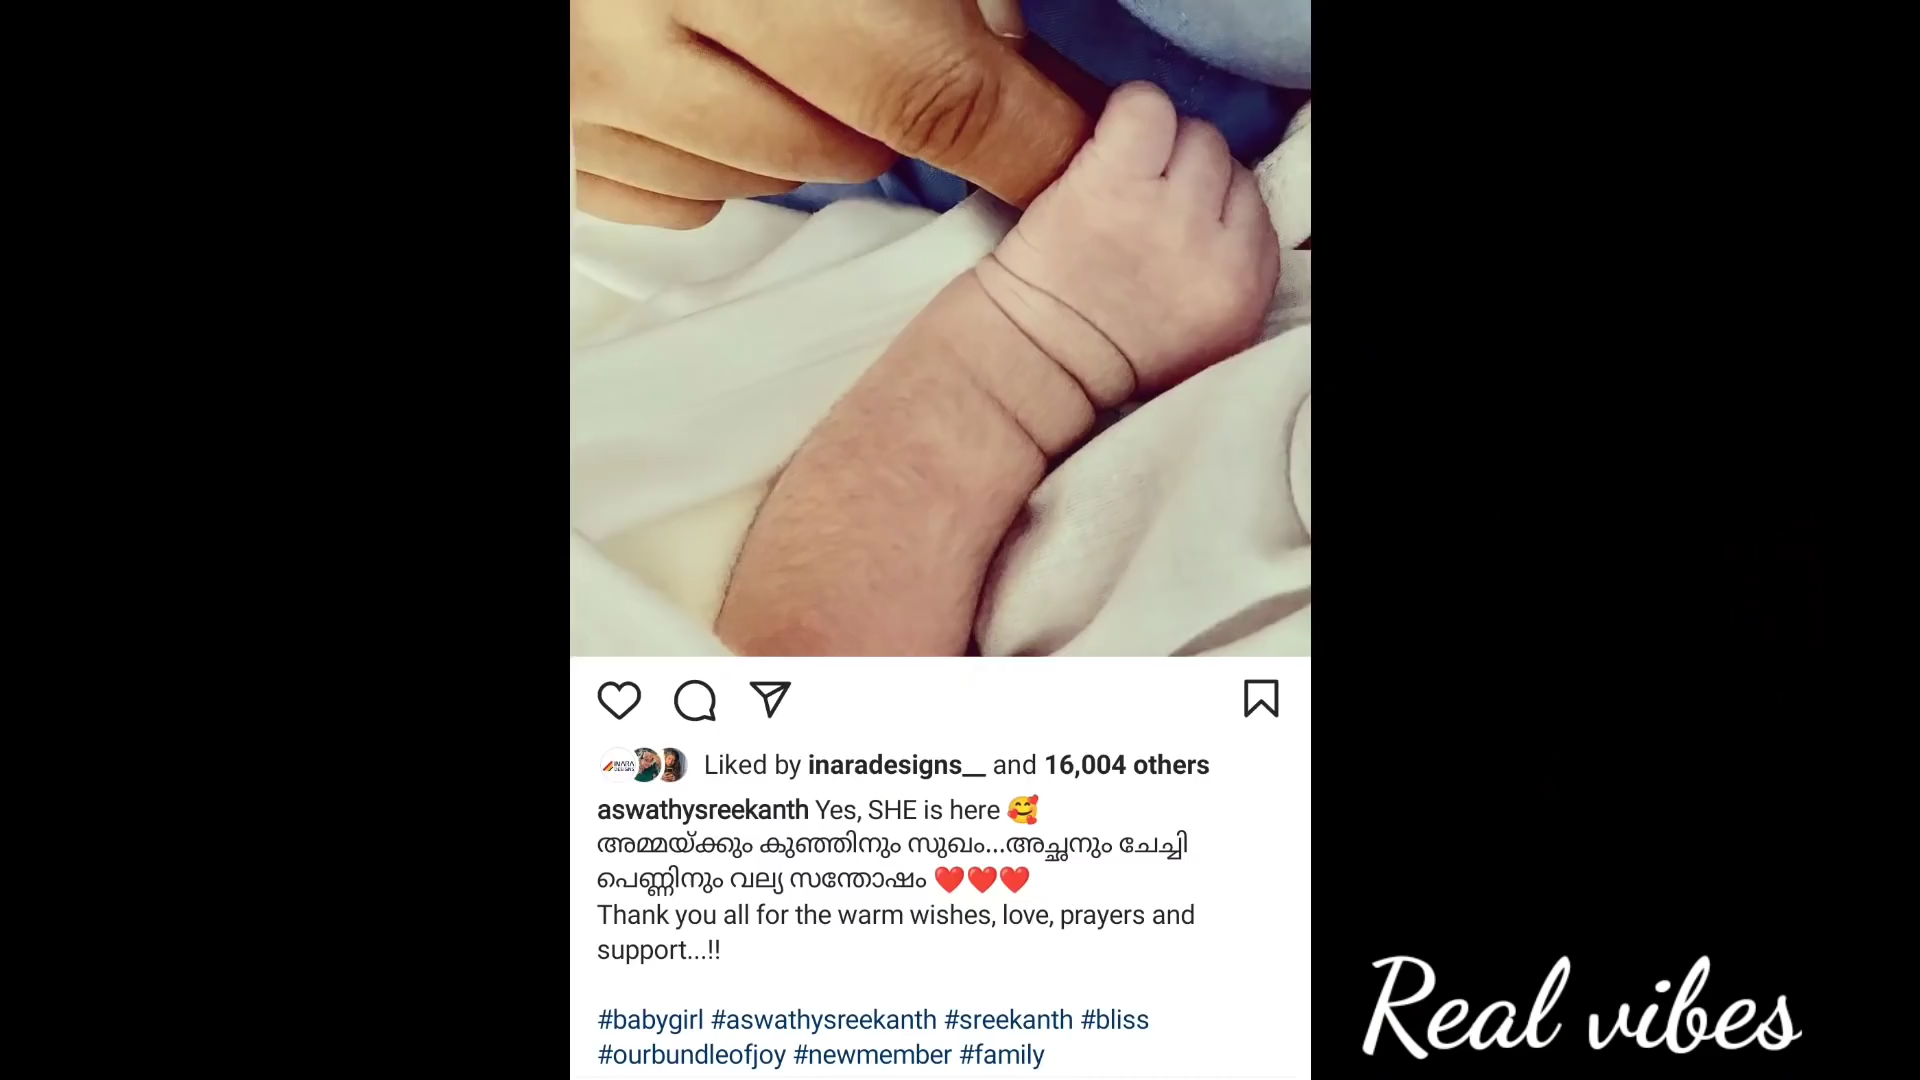 INARA
DESIGNS
Liked by inaradesigns__ and 16,004 others
aswathysreekanth Yes, SHE is here 🥰
അമ്മയ്ക്കും കുഞ്ഞിനും സുഖം...അച്ഛനും ചേച്ചി
പെണ്ണിനും വല്യ സന്തോഷം ❤️❤️❤️
Thank you all for the warm wishes, love, prayers and
support...!!
#babygirl #aswathysreekanth #sreekanth #bliss
#ourbundleofjoy #newmember #family
Real vibes